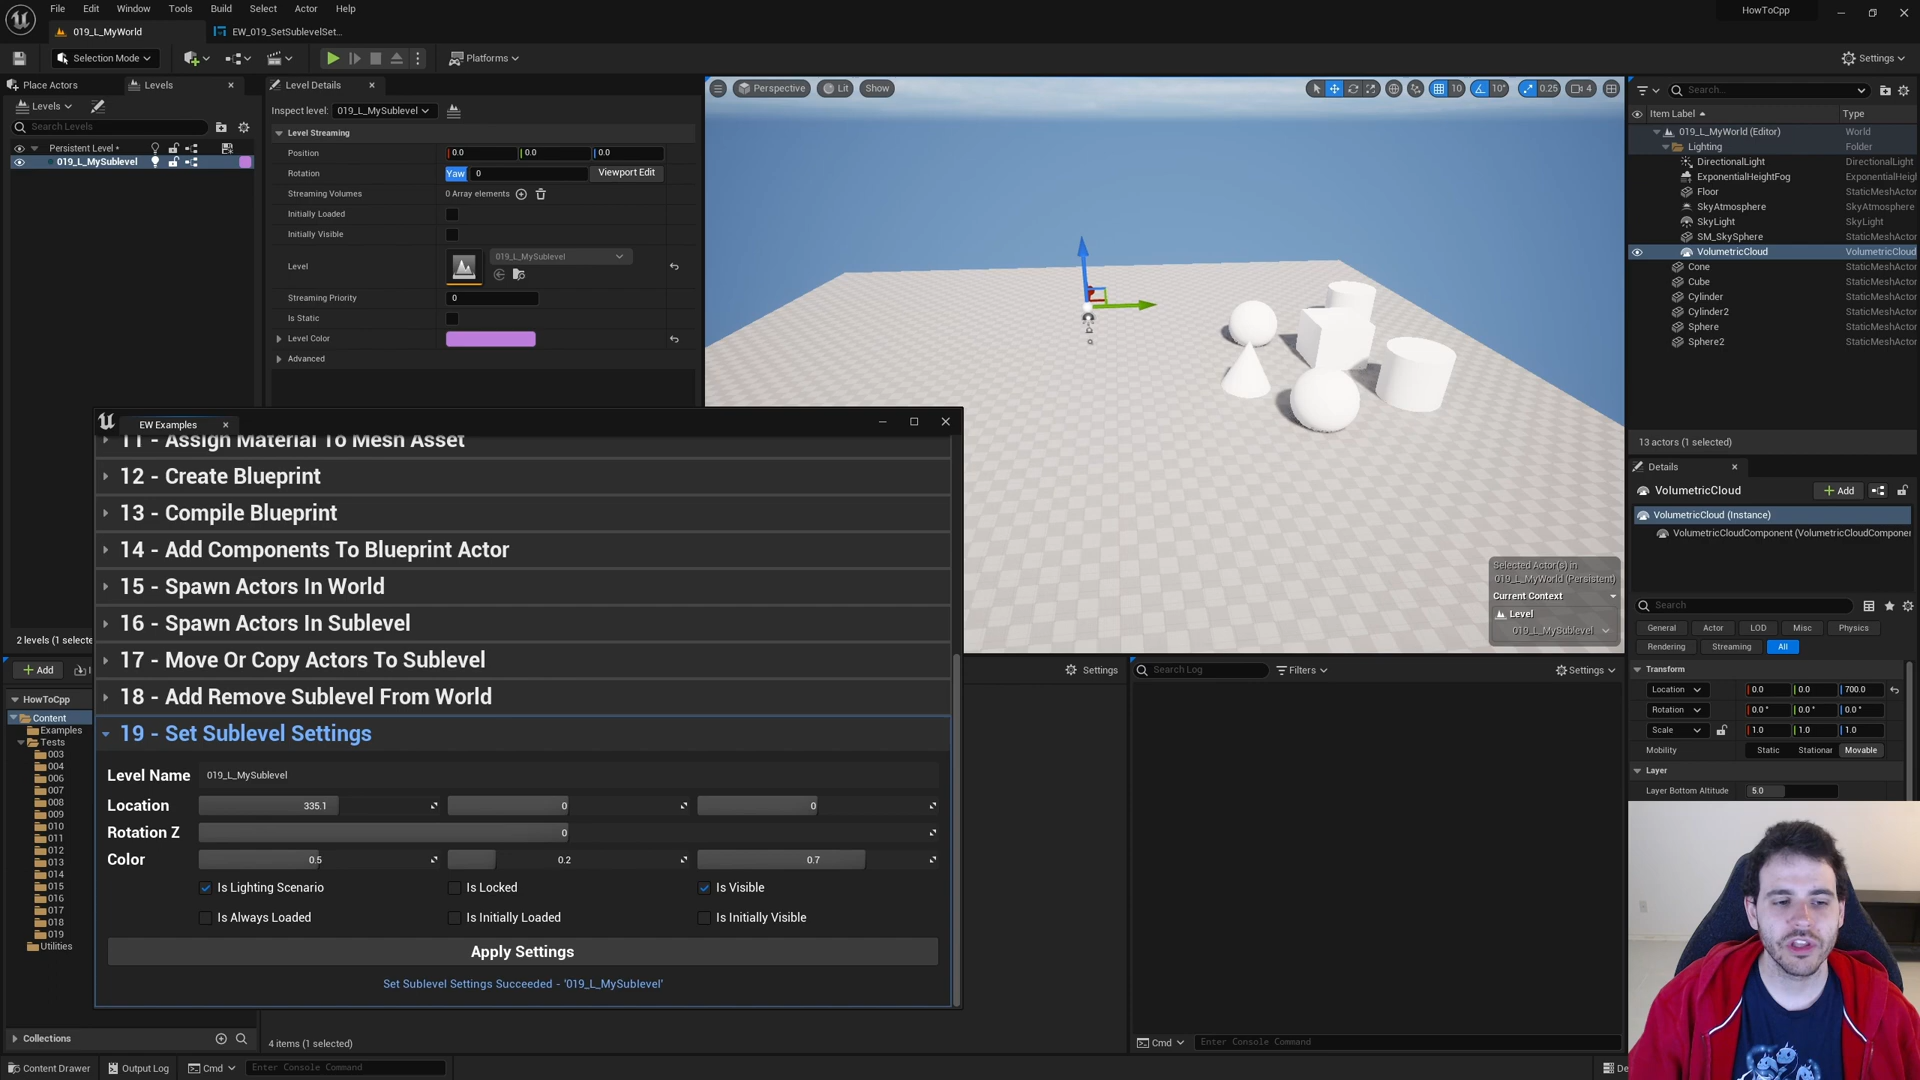 File Edit Window Tools Build Select Actor Help
HowToCpp
019_L_MyWorld
EW_019_SetSublevelSet...
Selection Mode
Platforms
Settings
Place Actors
Levels
Level Details
Levels
Inspect level: 019_L_MySublevel
Search Levels
Persistent Level
019_L_MySublevel
Level Streaming
Position 0.0 0.0 0.0
Rotation Yaw 0 Viewport Edit
Streaming Volumes 0 Array elements
Initially Loaded
Initially Visible
Level 019_L_MySublevel
Streaming Priority 0
Is Static
Level Color
Advanced
Perspective Lit Show
10 10° 0.25 4
Selected Actor(s) in
019_L_MyWorld (Persistent)
Current Context
Level
019_L_MySublevel
Search...
Item Label Type
019_L_MyWorld (Editor) World
Lighting Folder
DirectionalLight DirectionalLight
ExponentialHeightFog ExponentialHeigl
Floor StaticMeshActor
SkyAtmosphere SkyAtmosphere
SkyLight SkyLight
SM_SkySphere StaticMeshActor
VolumetricCloud VolumetricCloud
Cone StaticMeshActor
Cube StaticMeshActor
Cylinder StaticMeshActor
Cylinder2 StaticMeshActor
Sphere StaticMeshActor
Sphere2 StaticMeshActor
13 actors (1 selected)
Details
VolumetricCloud
Add
VolumetricCloud (Instance)
VolumetricCloudComponent (VolumetricCloudComponer
Search
General Actor LOD Misc Physics
Rendering Streaming All
Transform
Location 0.0 0.0 700.0
Rotation 0.0° 0.0° 0.0°
Scale 1.0 1.0 1.0
Mobility Static Stationar Movable
Layer
Layer Bottom Altitude 5.0
EW Examples
11 - Assign Material To Mesh Asset
12 - Create Blueprint
13 - Compile Blueprint
14 - Add Components To Blueprint Actor
15 - Spawn Actors In World
16 - Spawn Actors In Sublevel
17 - Move Or Copy Actors To Sublevel
18 - Add Remove Sublevel From World
19 - Set Sublevel Settings
Level Name 019_L_MySublevel
Location 335.1 0 0
Rotation Z 0
Color 0.5 0.2 0.7
Is Lighting Scenario Is Locked Is Visible
Is Always Loaded Is Initially Loaded Is Initially Visible
Apply Settings
Set Sublevel Settings Succeeded - '019_L_MySublevel'
2 levels (1 selecte
Add
HowToCpp
Content
Examples
Tests
003
004
006
007
008
009
010
011
012
013
014
015
016
017
018
019
Utilities
Collections
4 items (1 selected)
Settings
Search Log
Filters
Settings
Cmd Enter Console Command
Content Drawer Output Log Cmd Enter Console Command
De